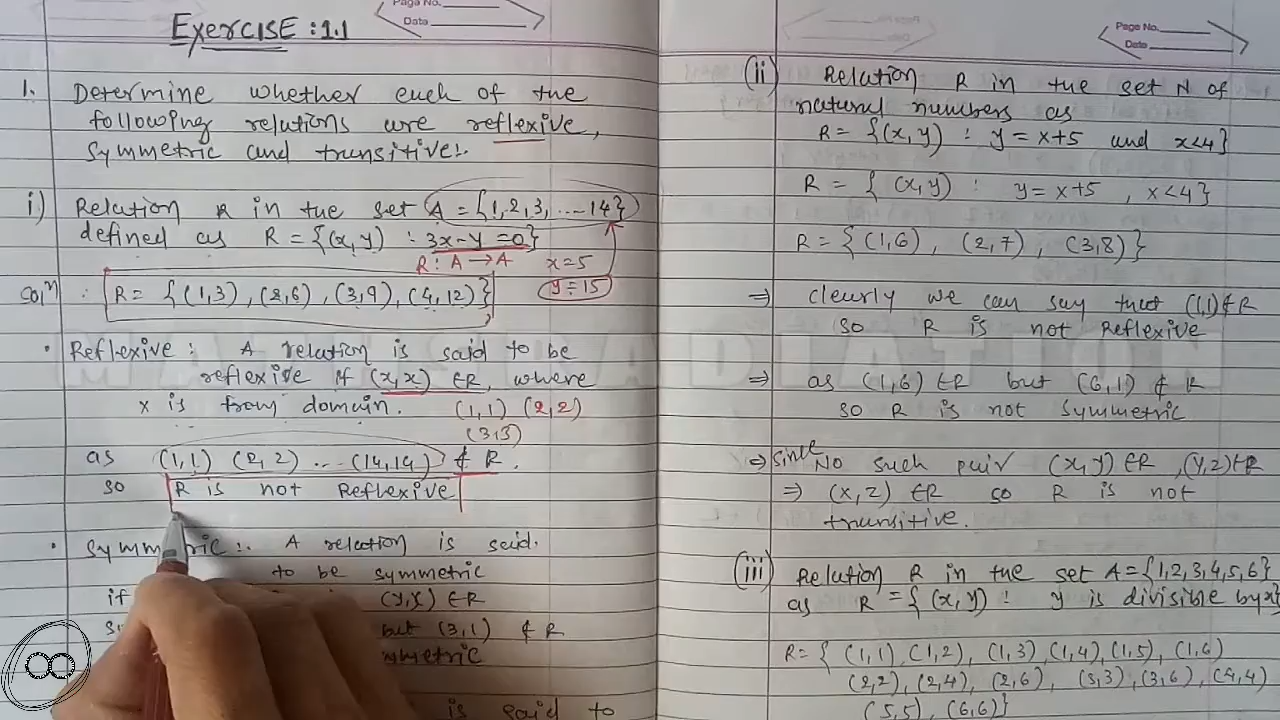 Page No.
Data
Exercise : 1.1
1. Determine whether each of the
following relations are reflexive,
symmetric and transitive:.
i) Relation R in the set A = {1,2,3,...14}
defined as R = {(x,y) : 3x-y=0}
R : A → A x=5
y=15
Solⁿ : R = {(1,3), (2,6), (3,9), (4,12)}
• Reflexive : A relation is said to be
reflexive if (x,x) ∈ R, where
x is from domain. (1,1) (2,2)
(3,3)
as (1,1) (2,2) ... (14,14) ∉ R.
so R is not Reflexive
• Symmetric :. A relation is said.
to be symmetric
if (y,x) ∈ R
but (3,1) ∉ R
is said to
Page No.
Data
(ii) Relation R in the set N of
natural numbers as
R = {(x,y) : y = x+5 and x<4}
R = { (x,y) : y = x+5 , x<4}
R = {(1,6) , (2,7) , (3,8)}
⇒ clearly we can say that (1,1) ∉ R
so R is not Reflexive
⇒ as (1,6) ∈ R but (6,1) ∉ R
so R is not symmetric
⇒ since No such pair (x,y) ∈ R , (y,z) ∈ R
⇒ (x,z) ∈ R so R is not
transitive.
(iii) Relation R in the set A = {1,2,3,4,5,6}
as R = { (x,y) : y is divisible by x}
R = { (1,1) (1,2), (1,3) (1,4), (1,5), (1,6)
(2,2), (2,4), (2,6), (3,3), (3,6), (4,4)
(5,5), (6,6)}